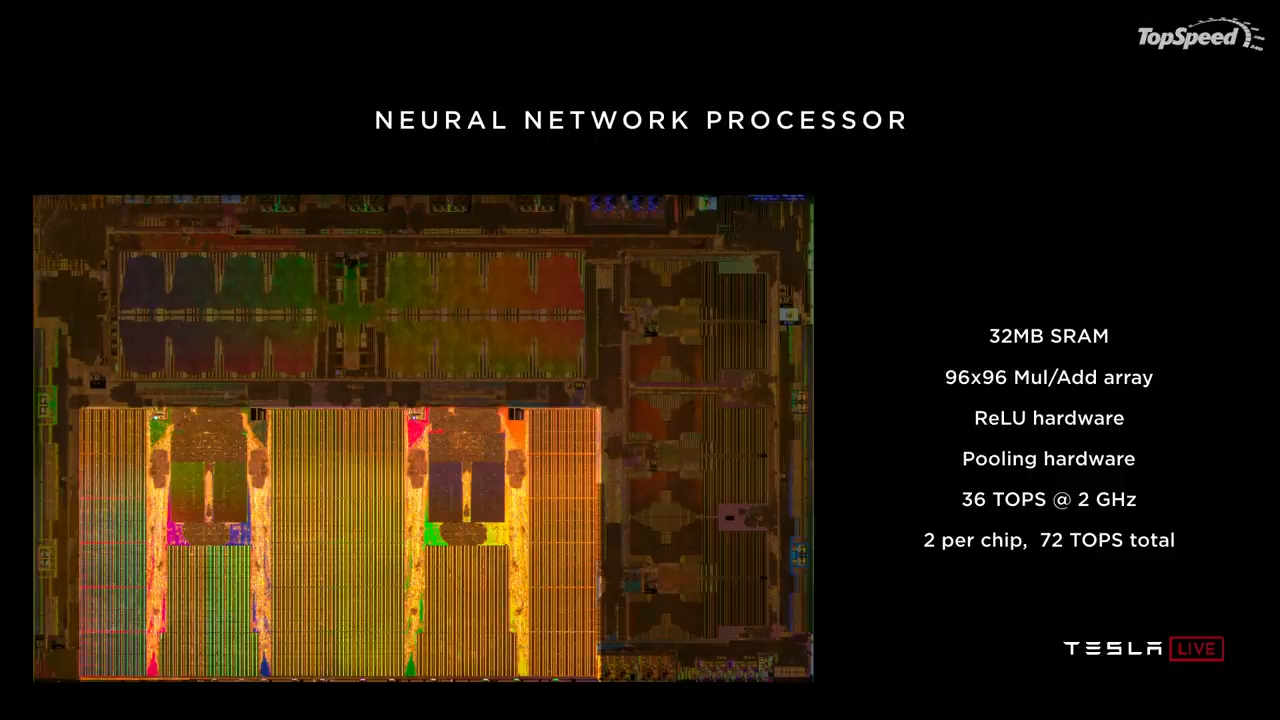 TopSpeed
NEURAL NETWORK PROCESSOR
32MB SRAM
96x96 Mul/Add array
ReLU hardware
Pooling hardware
36 TOPS @ 2 GHz
2 per chip, 72 TOPS total
TESLA LIVE